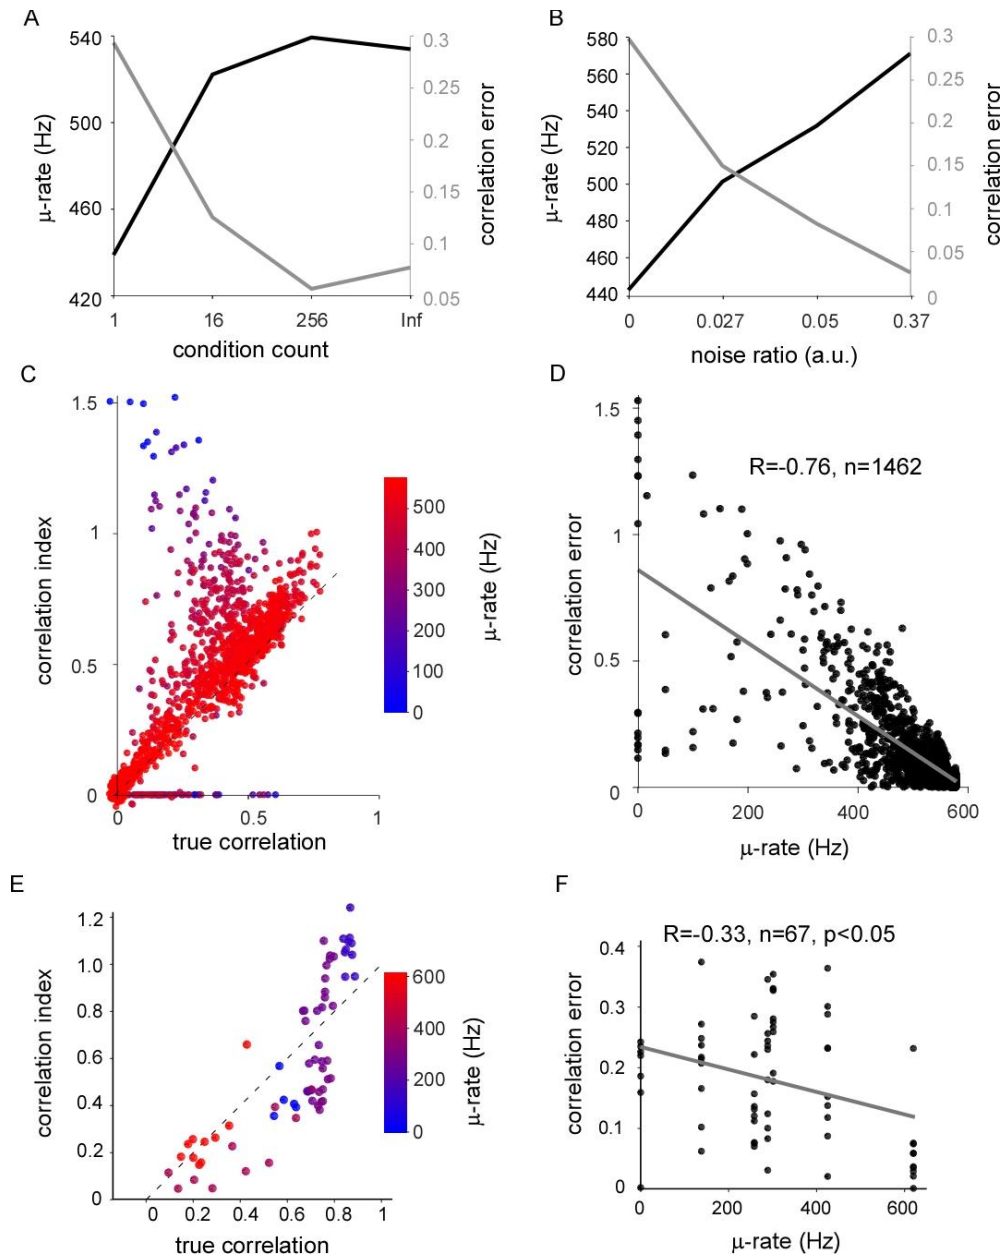 A
540
500
460
420
μ-rate (Hz)
0.3
0.25
0.2
0.15
0.1
0.05
correlation error
1 16 256 Inf
condition count
B
580
560
540
520
500
480
460
440
μ-rate (Hz)
0.3
0.25
0.2
0.15
0.1
0.05
0
correlation error
0 0.027 0.05 0.37
noise ratio (a.u.)
C
1.5
1
0.5
0
correlation index
0 0.5 1
true correlation
500
400
300
200
100
0
μ-rate (Hz)
D
1.5
1
0.5
0
correlation error
R=-0.76, n=1462
0 200 400 600
μ-rate (Hz)
E
1.2
1.0
0.8
0.6
0.4
0.2
0
correlation index
0 0.2 0.4 0.6 0.8 1
true correlation
600
400
200
0
μ-rate (Hz)
F
R=-0.33, n=67, p<0.05
0.4
0.3
0.2
0.1
0
correlation error
200 400 600
μ-rate (Hz)